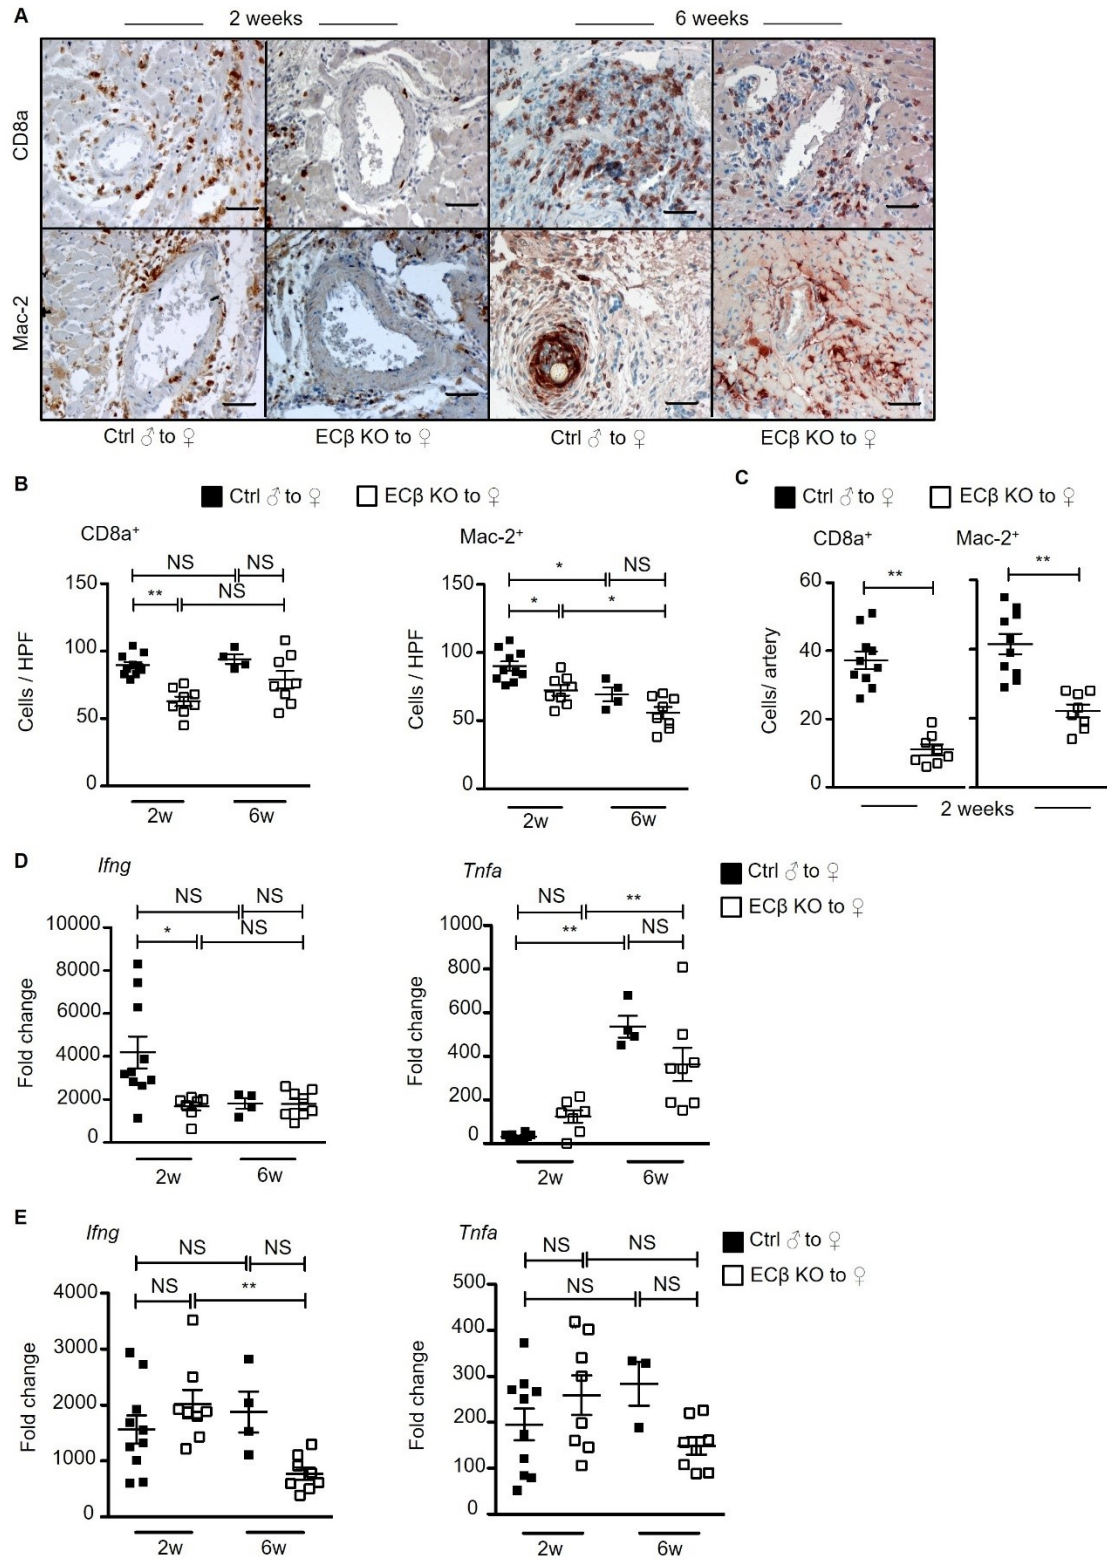 A
2 weeks 6 weeks
CD8a
Mac-2
Ctrl ♂ to ♀ ECβ KO to ♀ Ctrl ♂ to ♀ ECβ KO to ♀
B
Ctrl ♂ to ♀ ECβ KO to ♀
CD8a⁺
NS NS
** NS
150
100
50
0
Cells / HPF
2w 6w
Mac-2⁺
* NS
* *
150
100
50
0
Cells / HPF
2w 6w
C
Ctrl ♂ to ♀ ECβ KO to ♀
CD8a⁺ Mac-2⁺
** **
60
40
20
0
Cells/ artery
2 weeks
D
Ifng
NS NS
* NS
10000
8000
6000
4000
2000
0
Fold change
2w 6w
Tnfa
NS **
** NS
1000
800
600
400
200
0
Fold change
2w 6w
Ctrl ♂ to ♀
ECβ KO to ♀
E
Ifng
NS NS
NS **
4000
3000
2000
1000
0
Fold change
2w 6w
Tnfa
NS NS
NS NS
500
400
300
200
100
0
Fold change
2w 6w
Ctrl ♂ to ♀
ECβ KO to ♀